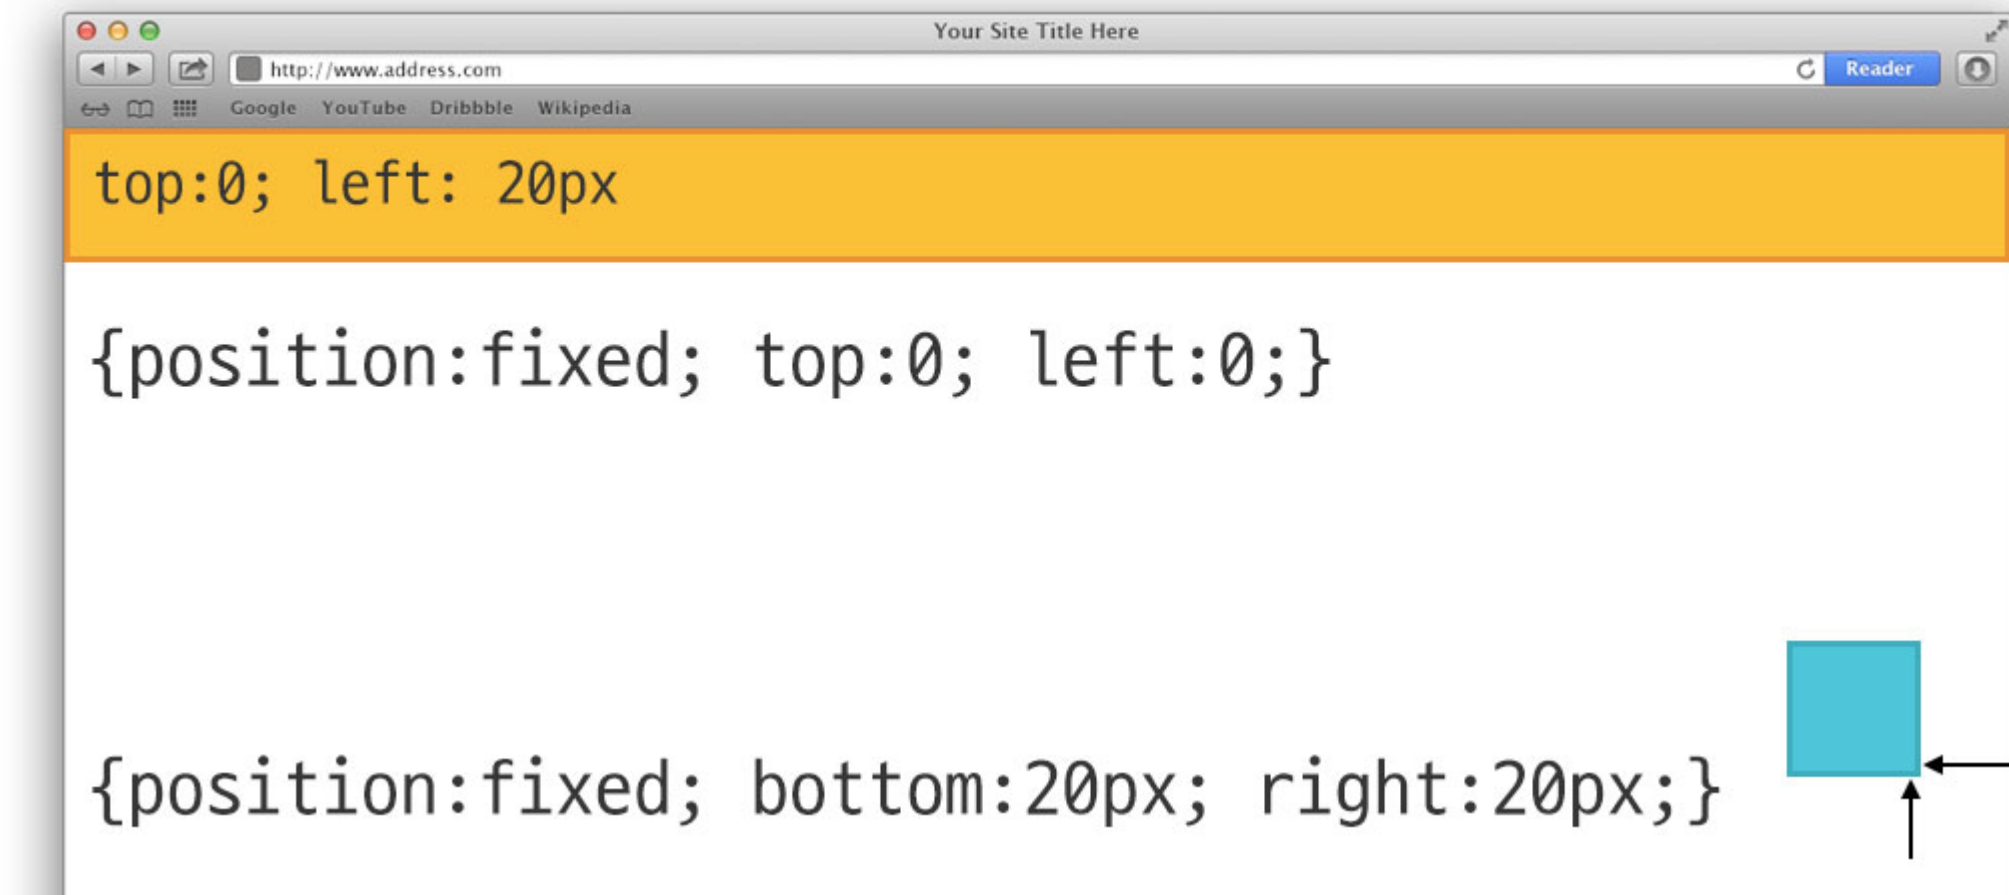 Your Site Title Here
http://www.address.com
Reader
Google YouTube Dribbble Wikipedia
top:0; left: 20px
{position:fixed; top:0; left:0;}
{position:fixed; bottom:20px; right:20px;}